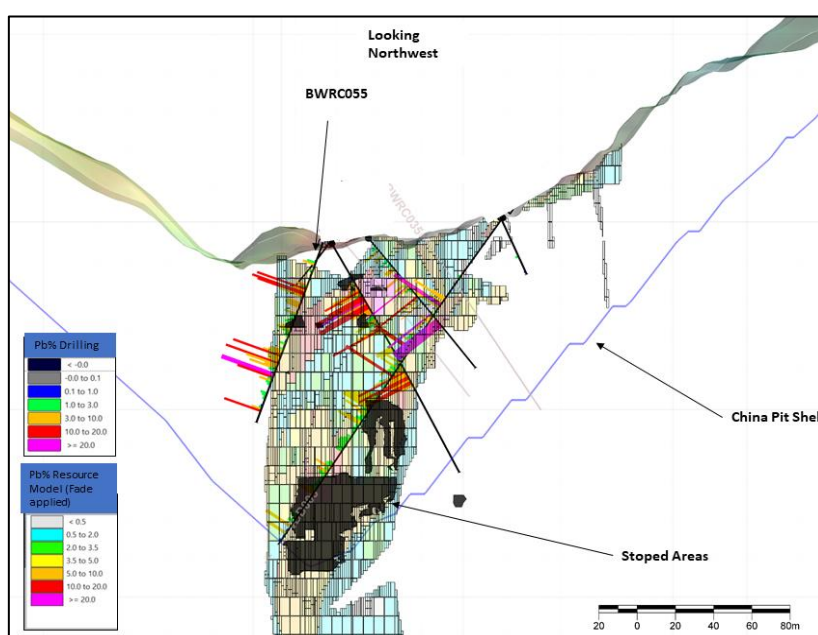 Looking
Northwest
BWRC055
BWRC035
Pb% Drilling
< -0.0
-0.0 to 0.1
0.1 to 1.0
1.0 to 3.0
3.0 to 10.0
10.0 to 20.0
>= 20.0
China Pit Shel
Pb% Resource
Model (Fade
applied)
< 0.5
0.5 to 2.0
2.0 to 3.5
3.5 to 5.0
5.0 to 10.0
10.0 to 20.0
>= 20.0
Stoped Areas
20 0 20 40 60 80m